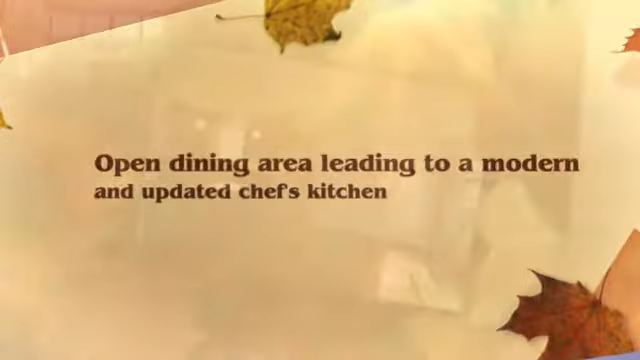 Open dining area leading to a modern
and updated chef's kitchen